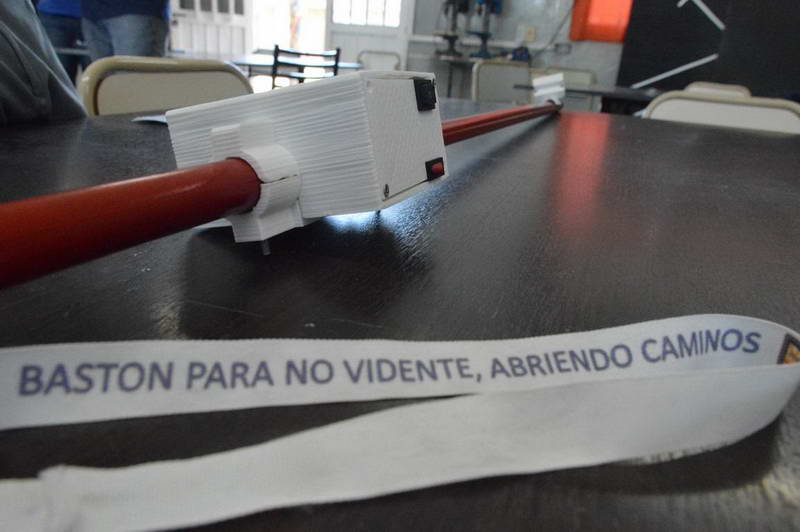 BASTON PARA NO VIDENTE, ABRIENDO CAMINOS